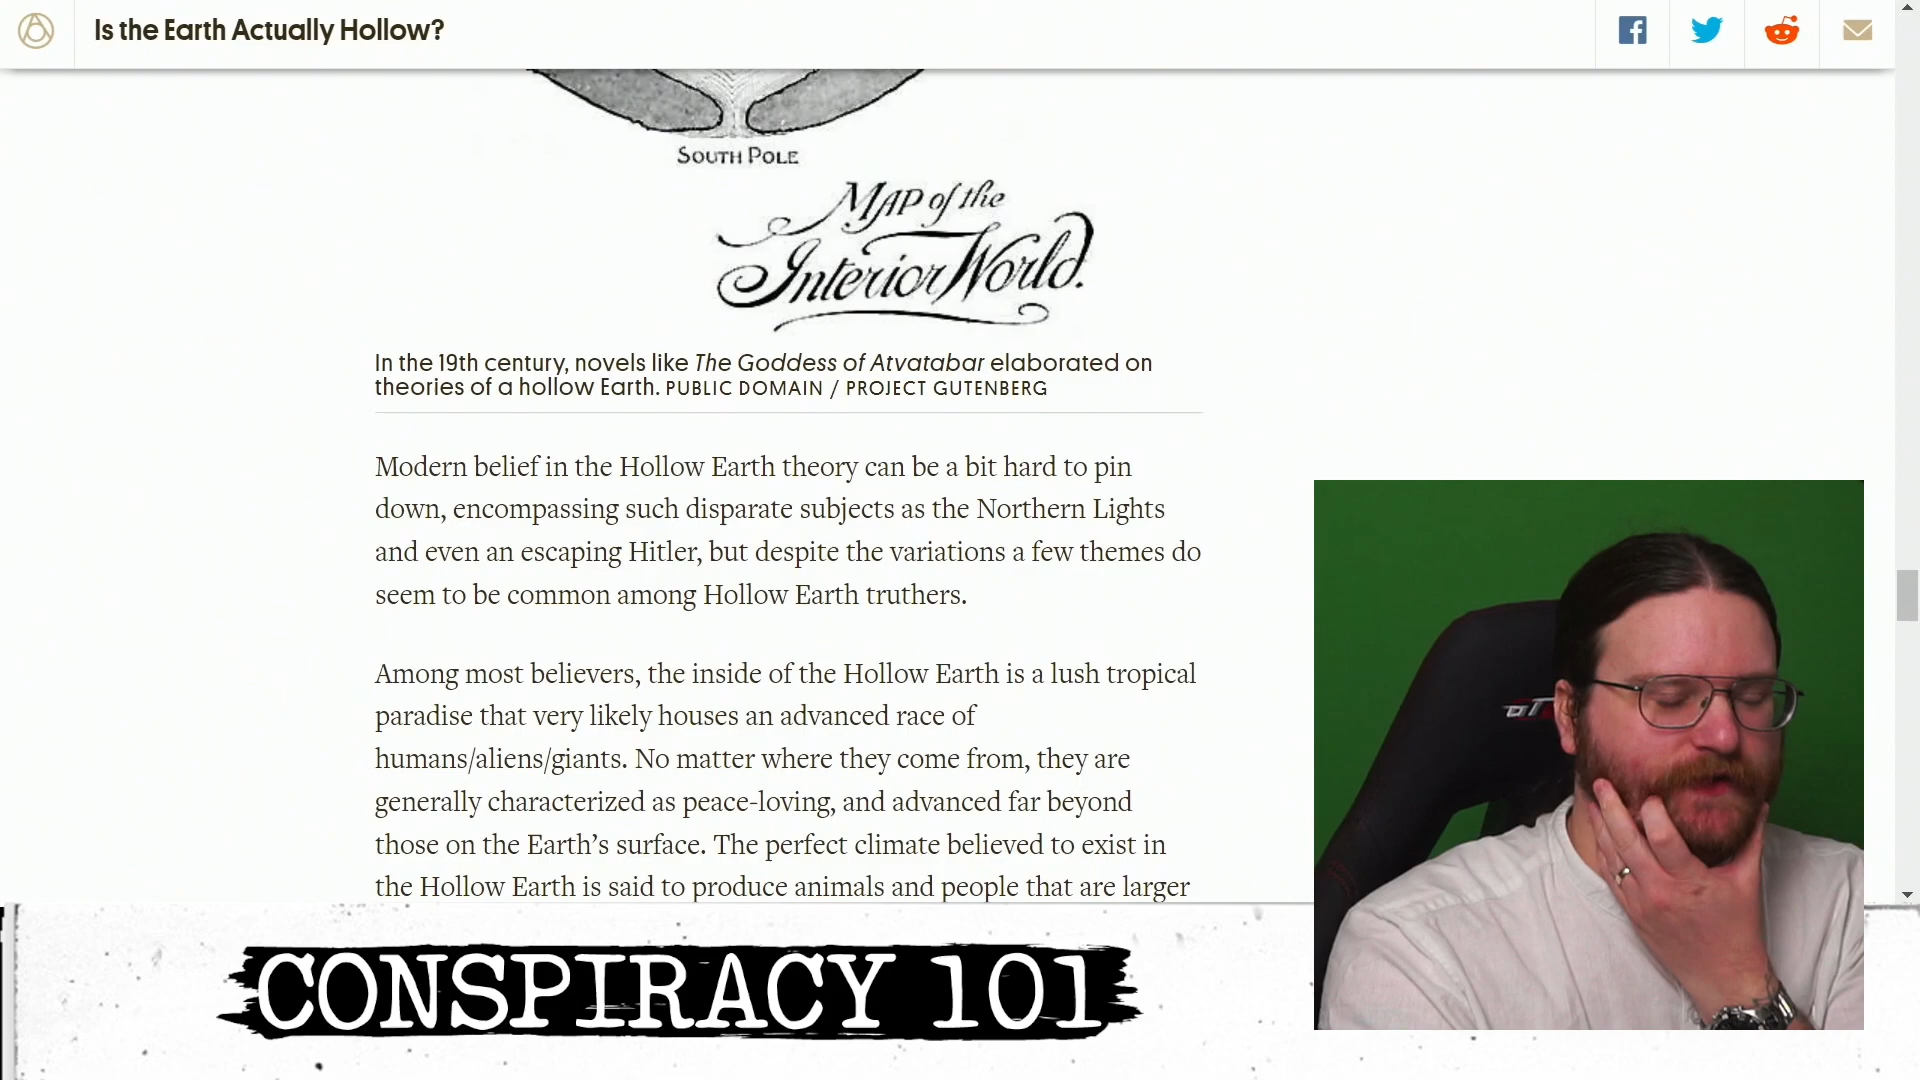 Is the Earth Actually Hollow?
SOUTH POLE
MAP of the
Interior World.
In the 19th century, novels like The Goddess of Atvatabar elaborated on
theories of a hollow Earth. PUBLIC DOMAIN / PROJECT GUTENBERG
Modern belief in the Hollow Earth theory can be a bit hard to pin
down, encompassing such disparate subjects as the Northern Lights
and even an escaping Hitler, but despite the variations a few themes do
seem to be common among Hollow Earth truthers.
Among most believers, the inside of the Hollow Earth is a lush tropical
paradise that very likely houses an advanced race of
humans/aliens/giants. No matter where they come from, they are
generally characterized as peace-loving, and advanced far beyond
those on the Earth’s surface. The perfect climate believed to exist in
the Hollow Earth is said to produce animals and people that are larger
CONSPIRACY 101